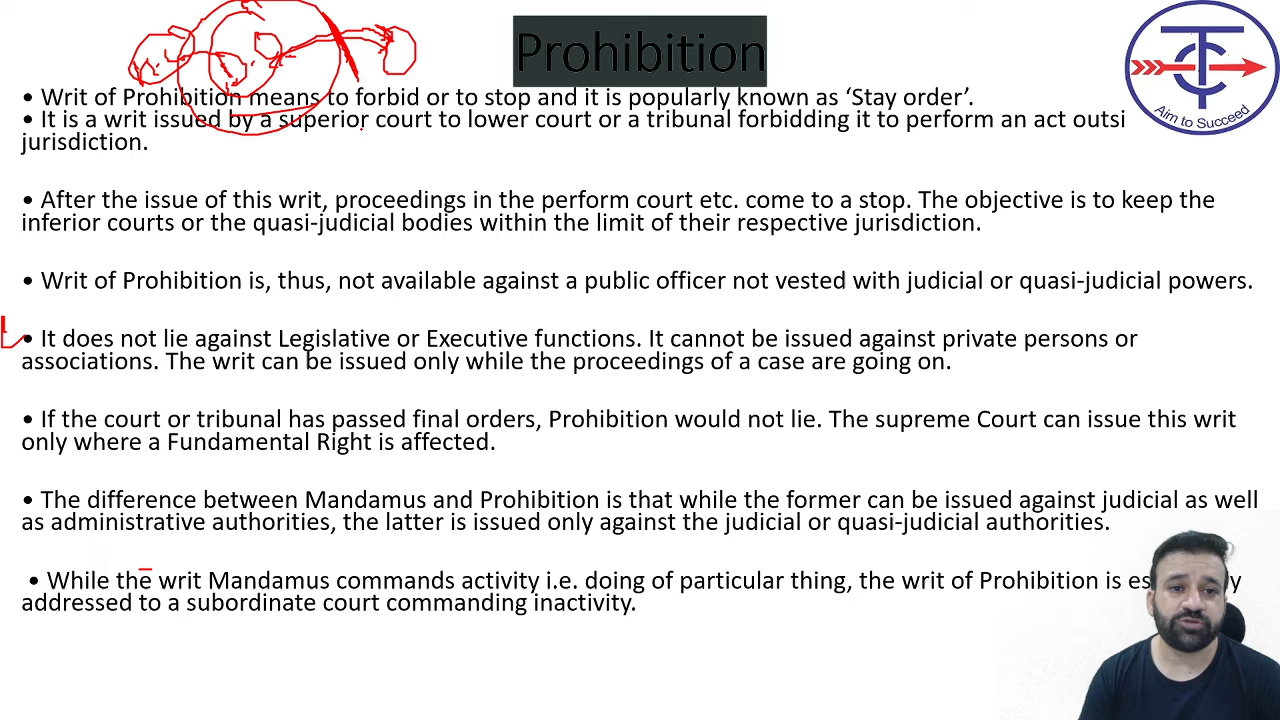 Prohibition
• Writ of Prohibition means to forbid or to stop and it is popularly known as ‘Stay order’.
• It is a writ issued by a superior court to lower court or a tribunal forbidding it to perform an act outsi
jurisdiction.
• After the issue of this writ, proceedings in the perform court etc. come to a stop. The objective is to keep the
inferior courts or the quasi-judicial bodies within the limit of their respective jurisdiction.
• Writ of Prohibition is, thus, not available against a public officer not vested with judicial or quasi-judicial powers.
• It does not lie against Legislative or Executive functions. It cannot be issued against private persons or
associations. The writ can be issued only while the proceedings of a case are going on.
• If the court or tribunal has passed final orders, Prohibition would not lie. The supreme Court can issue this writ
only where a Fundamental Right is affected.
• The difference between Mandamus and Prohibition is that while the former can be issued against judicial as well
as administrative authorities, the latter is issued only against the judicial or quasi-judicial authorities.
• While the writ Mandamus commands activity i.e. doing of particular thing, the writ of Prohibition is
addressed to a subordinate court commanding inactivity.
TC
Aim to Succeed